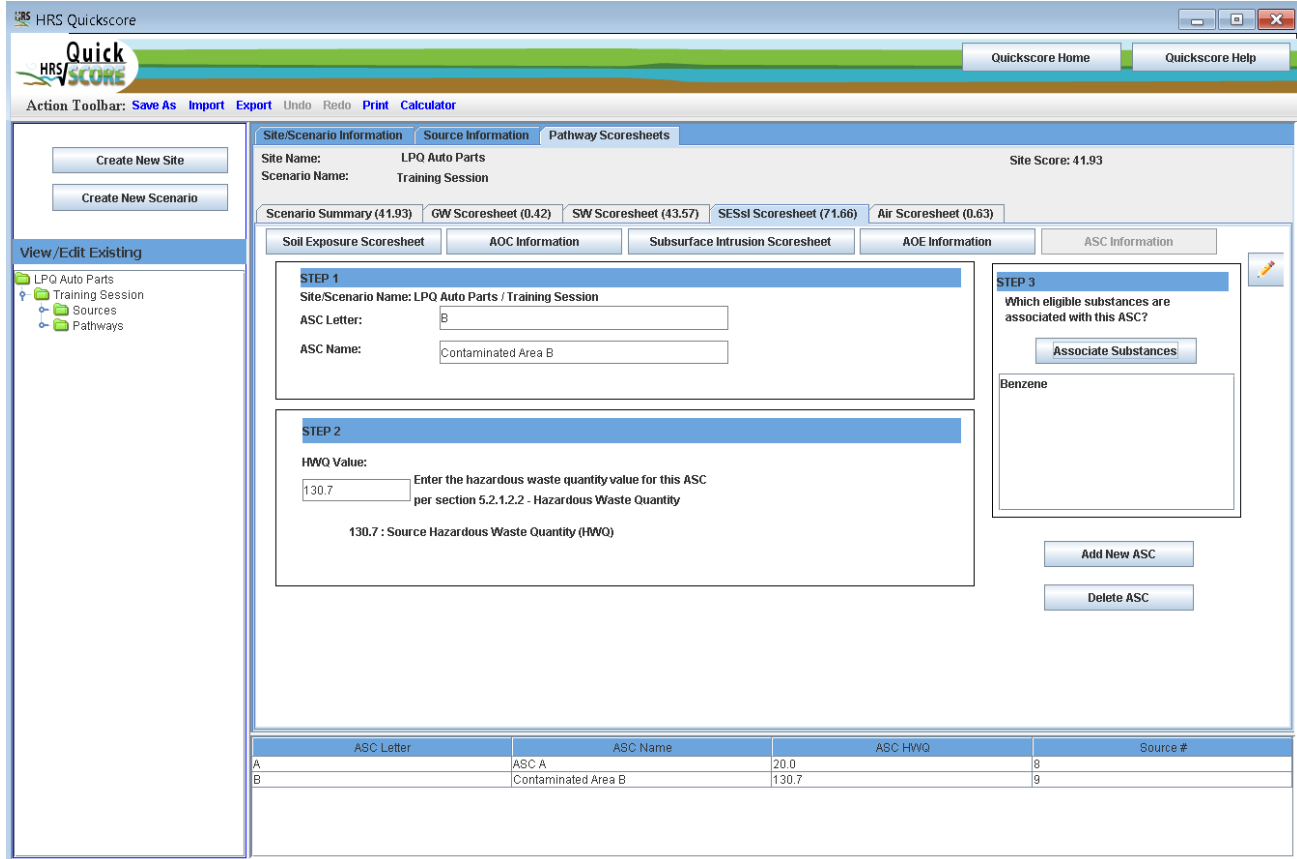 HRS HRS Quickscore
HRS Quick SCORE
Quickscore Home Quickscore Help
Action Toolbar: Save As Import Export Undo Redo Print Calculator
Create New Site
Create New Scenario
View/Edit Existing
LPQ Auto Parts
Training Session
Sources
Pathways
Site/Scenario Information Source Information Pathway Scoresheets
Site Name: LPQ Auto Parts Site Score: 41.93
Scenario Name: Training Session
Scenario Summary (41.93) GW Scoresheet (0.42) SW Scoresheet (43.57) SESsI Scoresheet (71.66) Air Scoresheet (0.63)
Soil Exposure Scoresheet AOC Information Subsurface Intrusion Scoresheet AOE Information ASC Information
STEP 1
Site/Scenario Name: LPQ Auto Parts / Training Session
ASC Letter: B
ASC Name: Contaminated Area B
STEP 2
HWQ Value:
130.7 Enter the hazardous waste quantity value for this ASC
per section 5.2.1.2.2 - Hazardous Waste Quantity
130.7 : Source Hazardous Waste Quantity (HWQ)
STEP 3
Which eligible substances are
associated with this ASC?
Associate Substances
Benzene
Add New ASC
Delete ASC
ASC Letter ASC Name ASC HWQ Source #
A ASC A 20.0 8
B Contaminated Area B 130.7 9